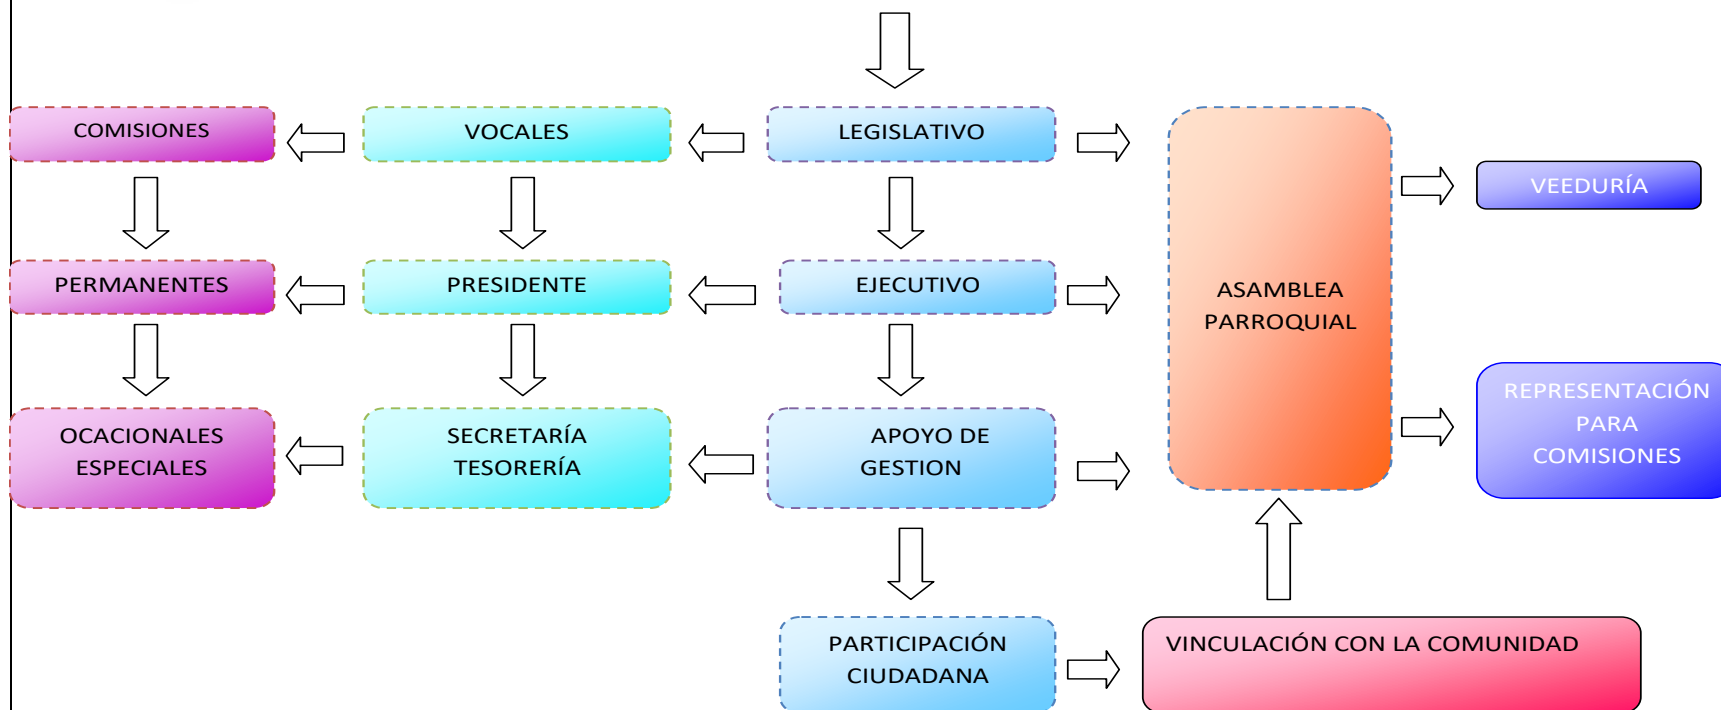 COMISIONES
VOCALES
LEGISLATIVO
VEEDURÍA
PERMANENTES
PRESIDENTE
EJECUTIVO
ASAMBLEA
PARROQUIAL
REPRESENTACIÓN
PARA
COMISIONES
OCACIONALES
ESPECIALES
SECRETARÍA
TESORERÍA
APOYO DE
GESTION
PARTICIPACIÓN
CIUDADANA
VINCULACIÓN CON LA COMUNIDAD